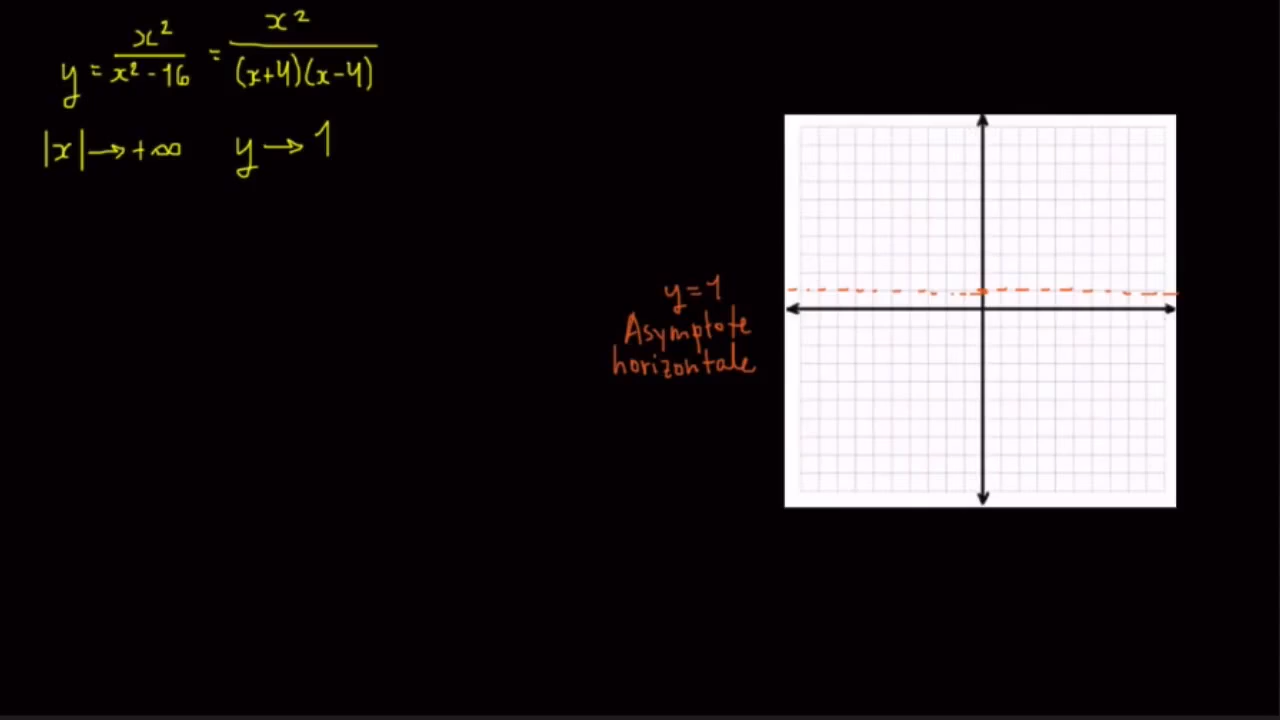 y = x²/(x² - 16) = x²/((x+4)(x-4))
|x| → +∞   y → 1
y = 1
Asymptote
horizontale